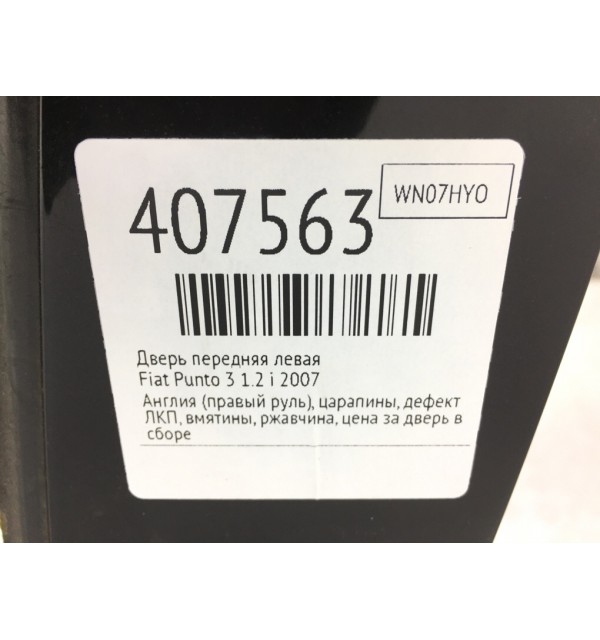 407563
WN07HYO
Дверь передняя левая
Fiat Punto 3 1.2 i 2007
Англия (правый руль), царапины, дефект
ЛКП, вмятины, ржавчина, цена за дверь в
сборе